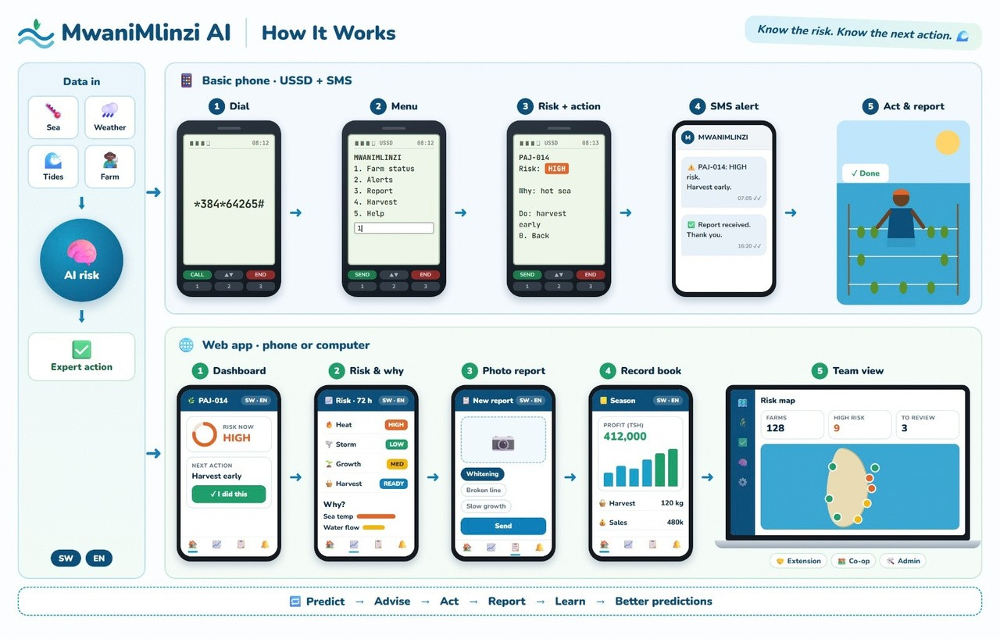 MwaniMlinzi AI
How It Works
Know the risk. Know the next action.
Data in
Sea
Weather
Tides
Farm
AI risk
Expert action
SW
EN
Basic phone · USSD + SMS
1 Dial
08:12
*384*64265#
CALL
▲▼
END
1
2
3
2 Menu
USSD
08:12
MWANIMLINZI
1. Farm status
2. Alerts
3. Report
4. Harvest
5. Help
1
SEND
▲▼
END
1
2
3
3 Risk + action
USSD
08:13
PAJ-014
Risk: HIGH
Why: hot sea
Do: harvest
early
0. Back
SEND
▲▼
END
1
2
3
4 SMS alert
M
MWANIMLINZI
PAJ-014: HIGH
risk.
Harvest early.
07:05 ✓✓
Report received.
Thank you.
16:20 ✓✓
5 Act & report
✓ Done
Web app · phone or computer
1 Dashboard
PAJ-014
SW · EN
RISK NOW
HIGH
NEXT ACTION
Harvest early
✓ I did this
2 Risk & why
Risk · 72 h
SW · EN
Heat
HIGH
Storm
LOW
Growth
MED
Harvest
READY
Why?
Sea temp
Water flow
3 Photo report
New report
SW · EN
Whitening
Broken line
Slow growth
Send
4 Record book
Season
SW · EN
PROFIT (TSH)
412,000
Harvest
120 kg
Sales
480k
5 Team view
Risk map
FARMS
128
HIGH RISK
9
TO REVIEW
3
Extension
Co-op
Admin
Predict → Advise → Act → Report → Learn → Better predictions